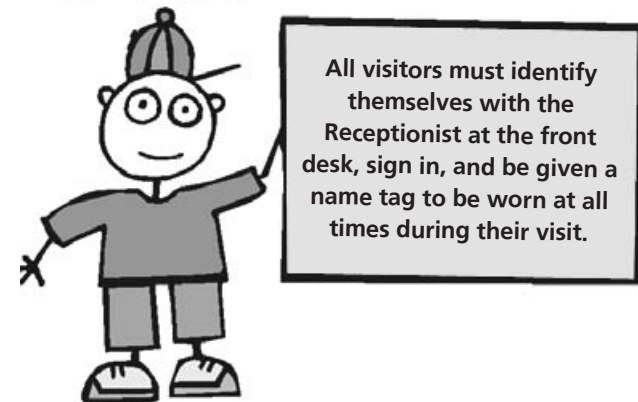 All visitors must identify
themselves with the
Receptionist at the front
desk, sign in, and be given a
name tag to be worn at all
times during their visit.